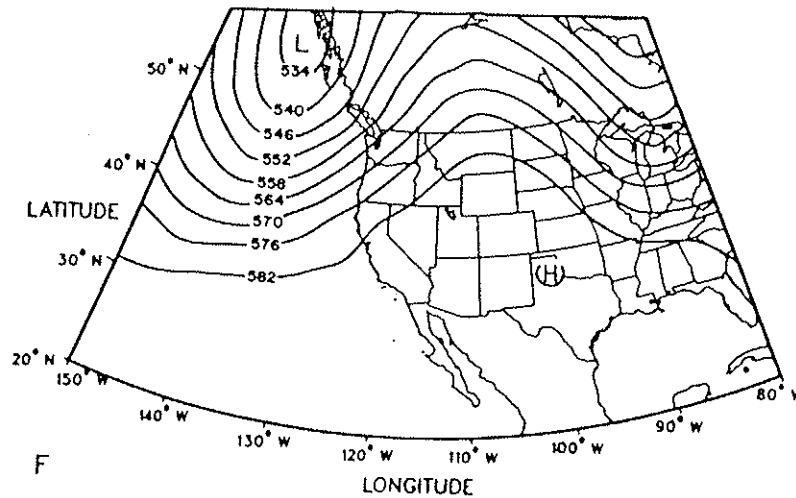 L
534
50° N
540
546
552
40° N
558
564
LATITUDE
570
576
30° N
582
(H)
20° N
150° W
140° W
130° W
120° W
110° W
100° W
90° W
80° W
F
LONGITUDE